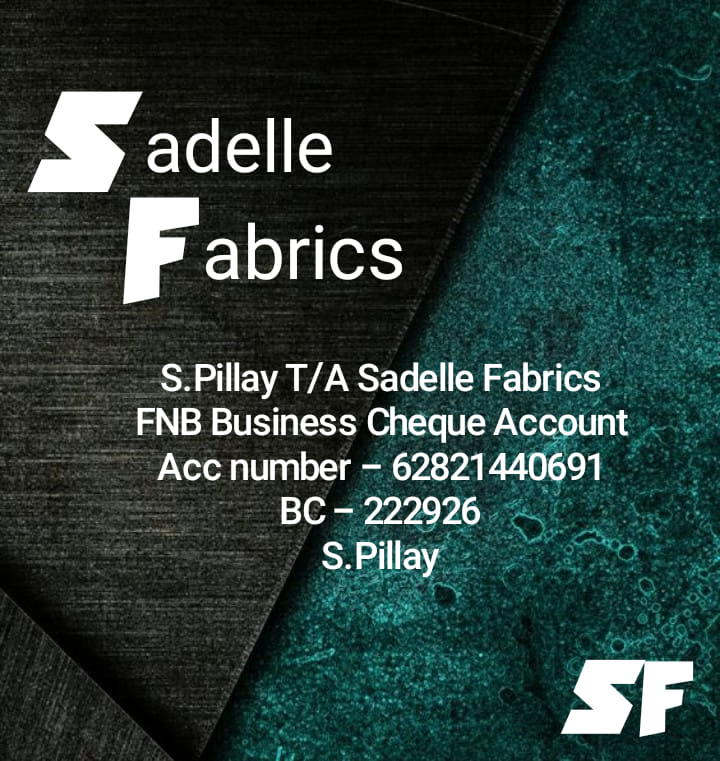 Sadelle
Fabrics
S.Pillay T/A Sadelle Fabrics
FNB Business Cheque Account
Acc number – 62821440691
BC – 222926
S.Pillay
SF